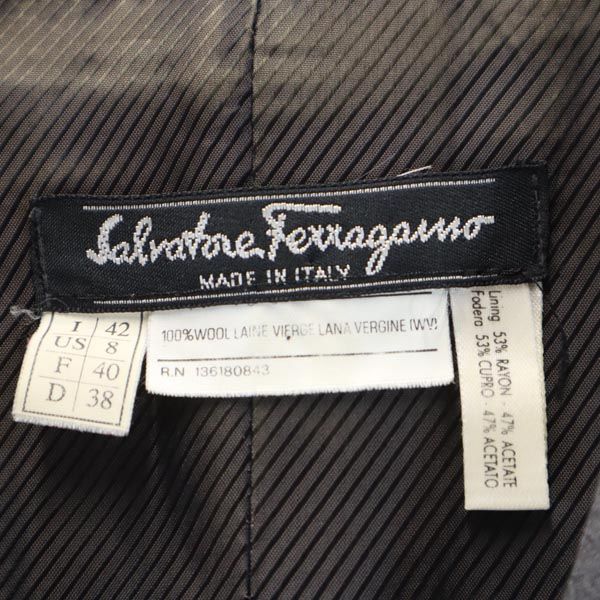 Salvatore Ferragamo
MADE IN ITALY
I 42
US 8
F 40
D 38
100%WOOL LAINE VIERGE LANA VERGINE (WV)
R.N 136180843
Lining 53% RAYON - 47% ACETATE
Fodera 53% CUPRO - 47% ACETATO